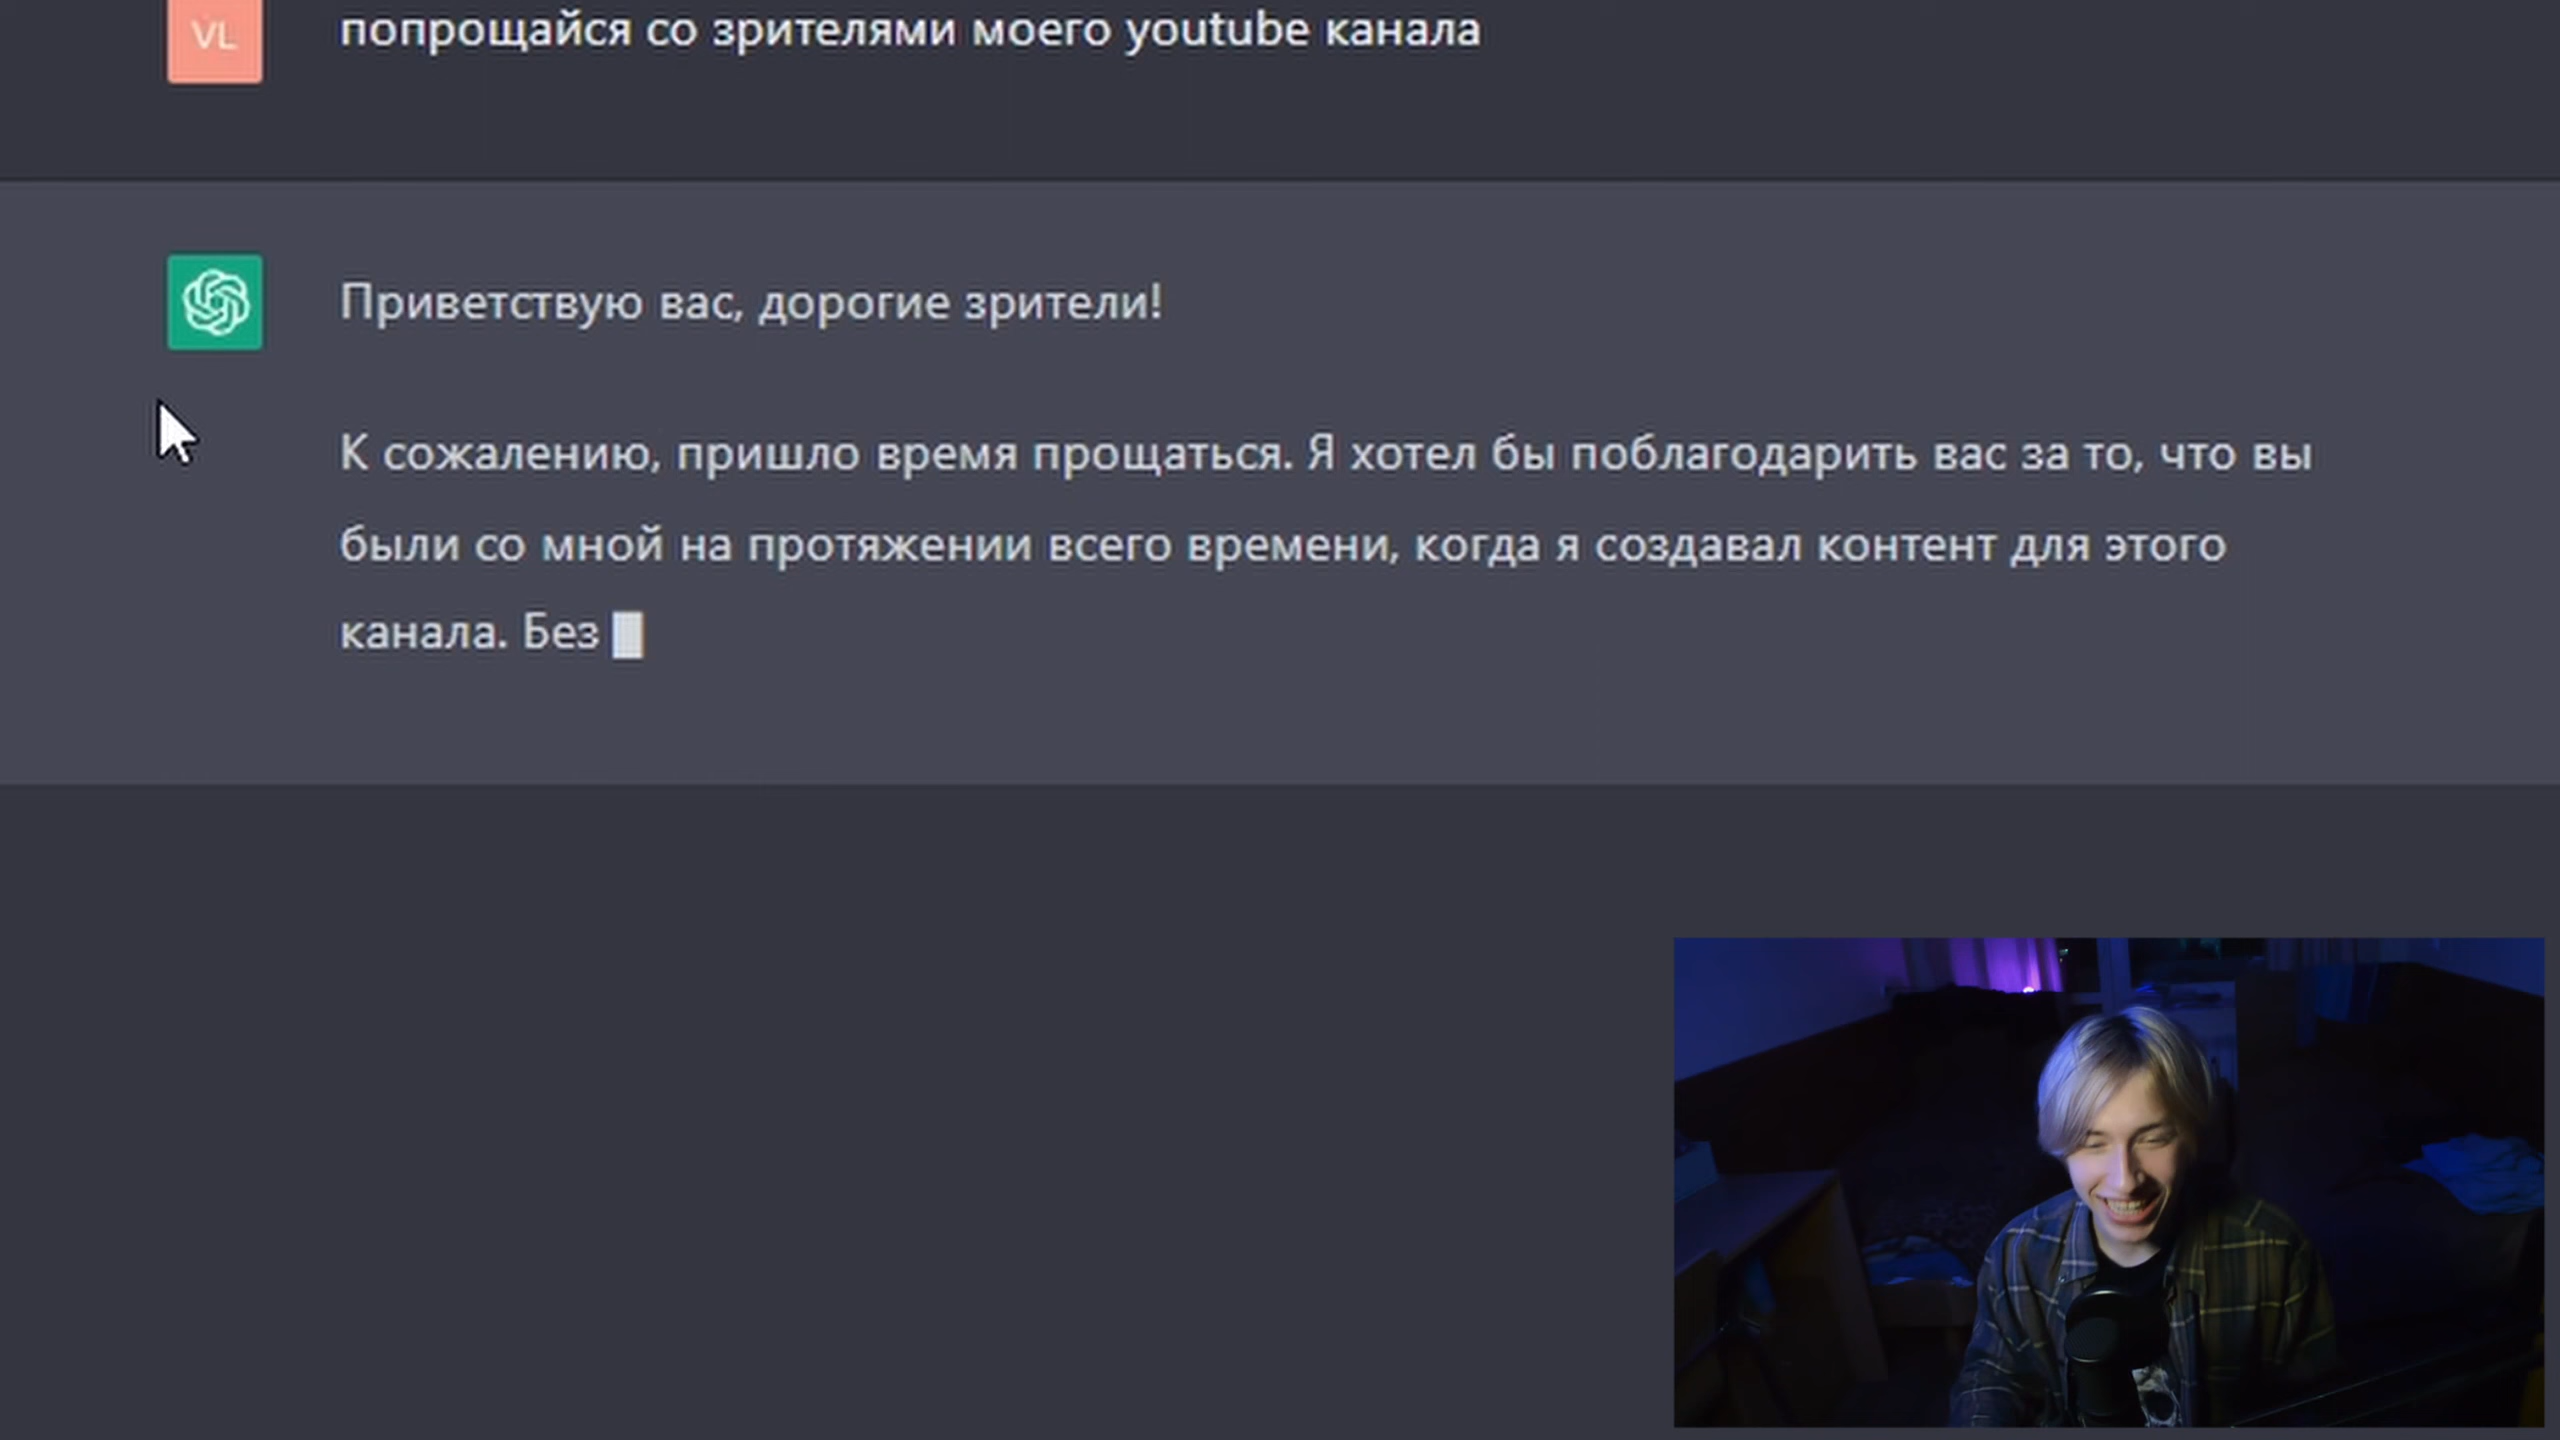 VL
попрощайся со зрителями моего youtube канала
Приветствую вас, дорогие зрители!
К сожалению, пришло время прощаться. Я хотел бы поблагодарить вас за то, что вы
были со мной на протяжении всего времени, когда я создавал контент для этого
канала. Без